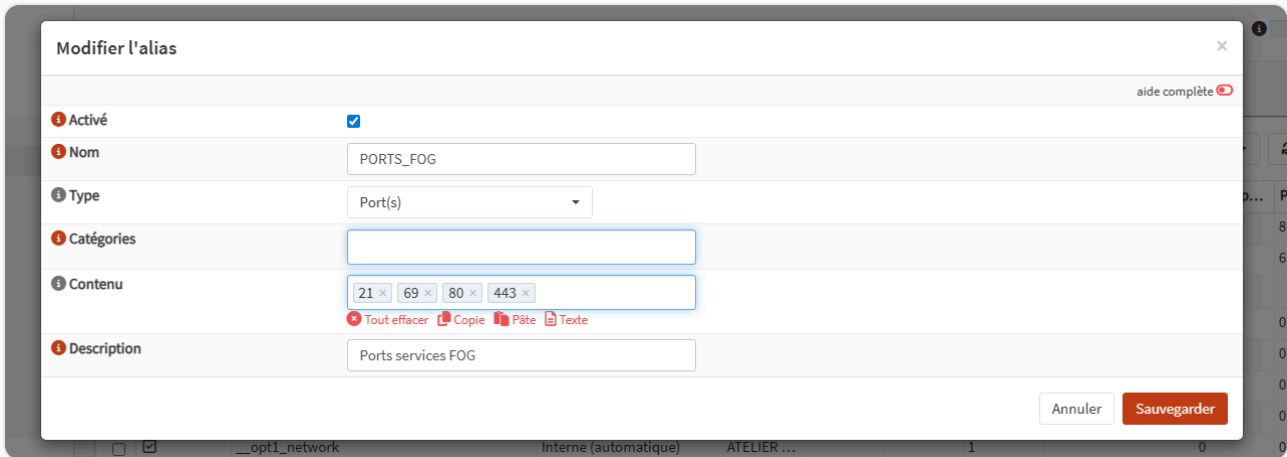 Modifier l'alias ×
aide complète
Activé
Nom PORTS_FOG
Type Port(s)
Catégories
Contenu 21 × 69 × 80 × 443 ×
Tout effacer Copie Pâte Texte
Description Ports services FOG
Annuler Sauvegarder
__opt1_network Interne (automatique) ATELIER ... 1 0